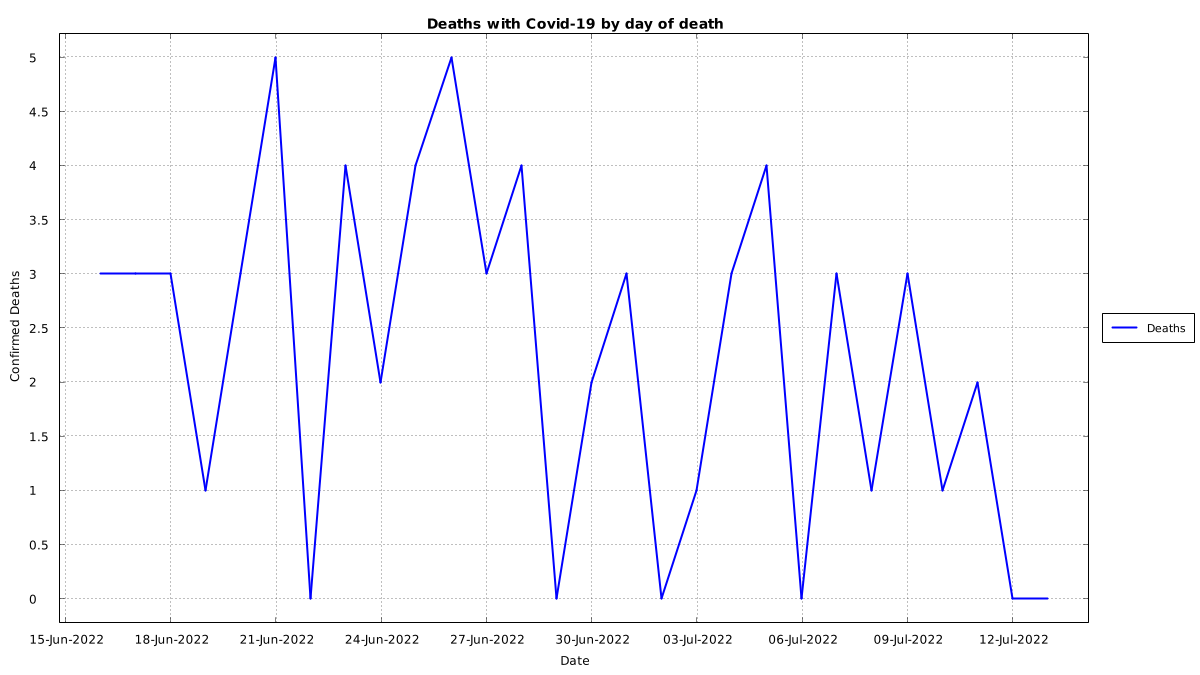 Deaths with Covid-19 by day of death
5
4.5
4
3.5
3
2.5
2
1.5
1
0.5
0
Confirmed Deaths
15-Jun-2022 18-Jun-2022 21-Jun-2022 24-Jun-2022 27-Jun-2022 30-Jun-2022 03-Jul-2022 06-Jul-2022 09-Jul-2022 12-Jul-2022
Date
Deaths